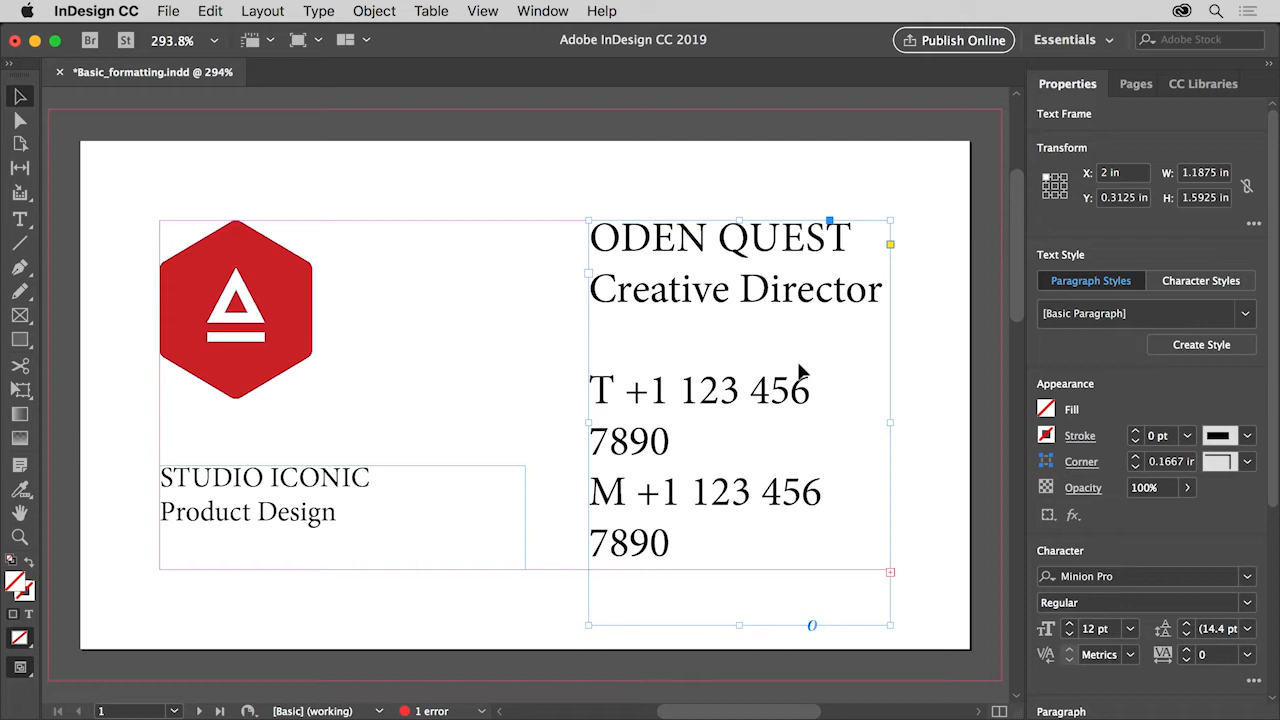 InDesign CC File Edit Layout Type Object Table View Window Help
Br St 293.8% Adobe InDesign CC 2019 Publish Online Essentials Adobe Stock
*Basic_formatting.indd @ 294%
Properties Pages CC Libraries
Text Frame
Transform
X: 2 in W: 1.1875 in
Y: 0.3125 in H: 1.5925 in
Text Style
Paragraph Styles Character Styles
[Basic Paragraph]
Create Style
Appearance
Fill
Stroke 0 pt
Corner 0.1667 ir
Opacity 100%
fx.
Character
Minion Pro
Regular
12 pt (14.4 pt
Metrics 0
Paragraph
ODEN QUEST
Creative Director
T +1 123 456
7890
M +1 123 456
7890
STUDIO ICONIC
Product Design
1 [Basic] (working) 1 error